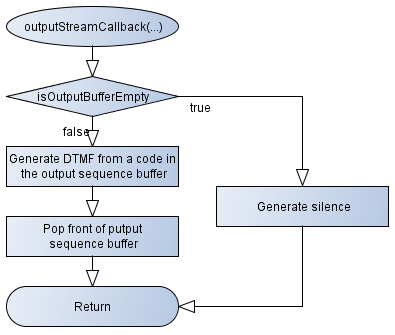 outputStreamCallback(...)
isOutputBufferEmpty
true
false
Generate DTMF from a code in
the output sequence buffer
Generate silence
Pop front of putput
sequence buffer
Return